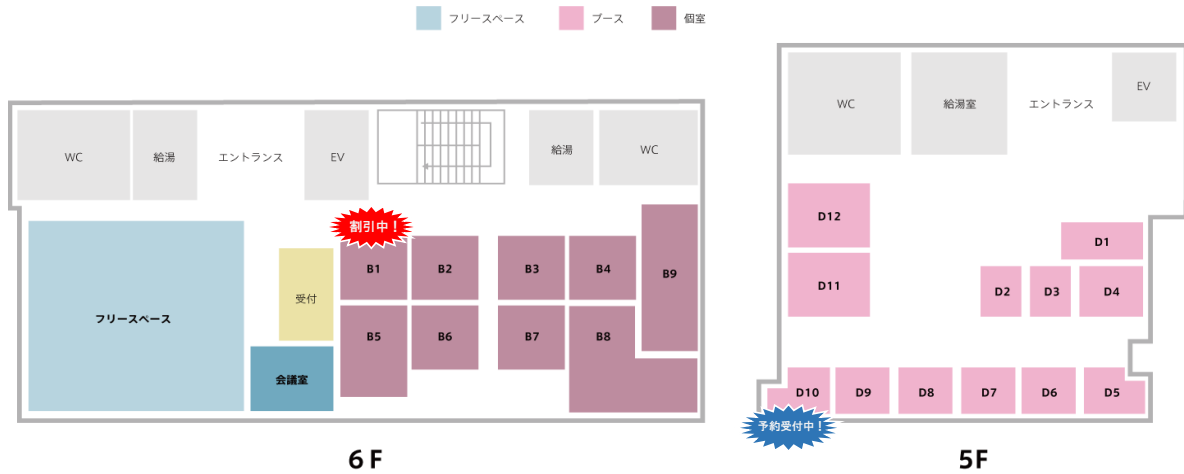 フリースペース
ブース
個室
WC
給湯
エントランス
EV
給湯
WC
割引中！
B1
B2
B3
B4
B9
受付
フリースペース
B5
B6
B7
B8
会議室
6F
WC
給湯室
エントランス
EV
D12
D1
D11
D2
D3
D4
D10
D9
D8
D7
D6
D5
予約受付中！
5F